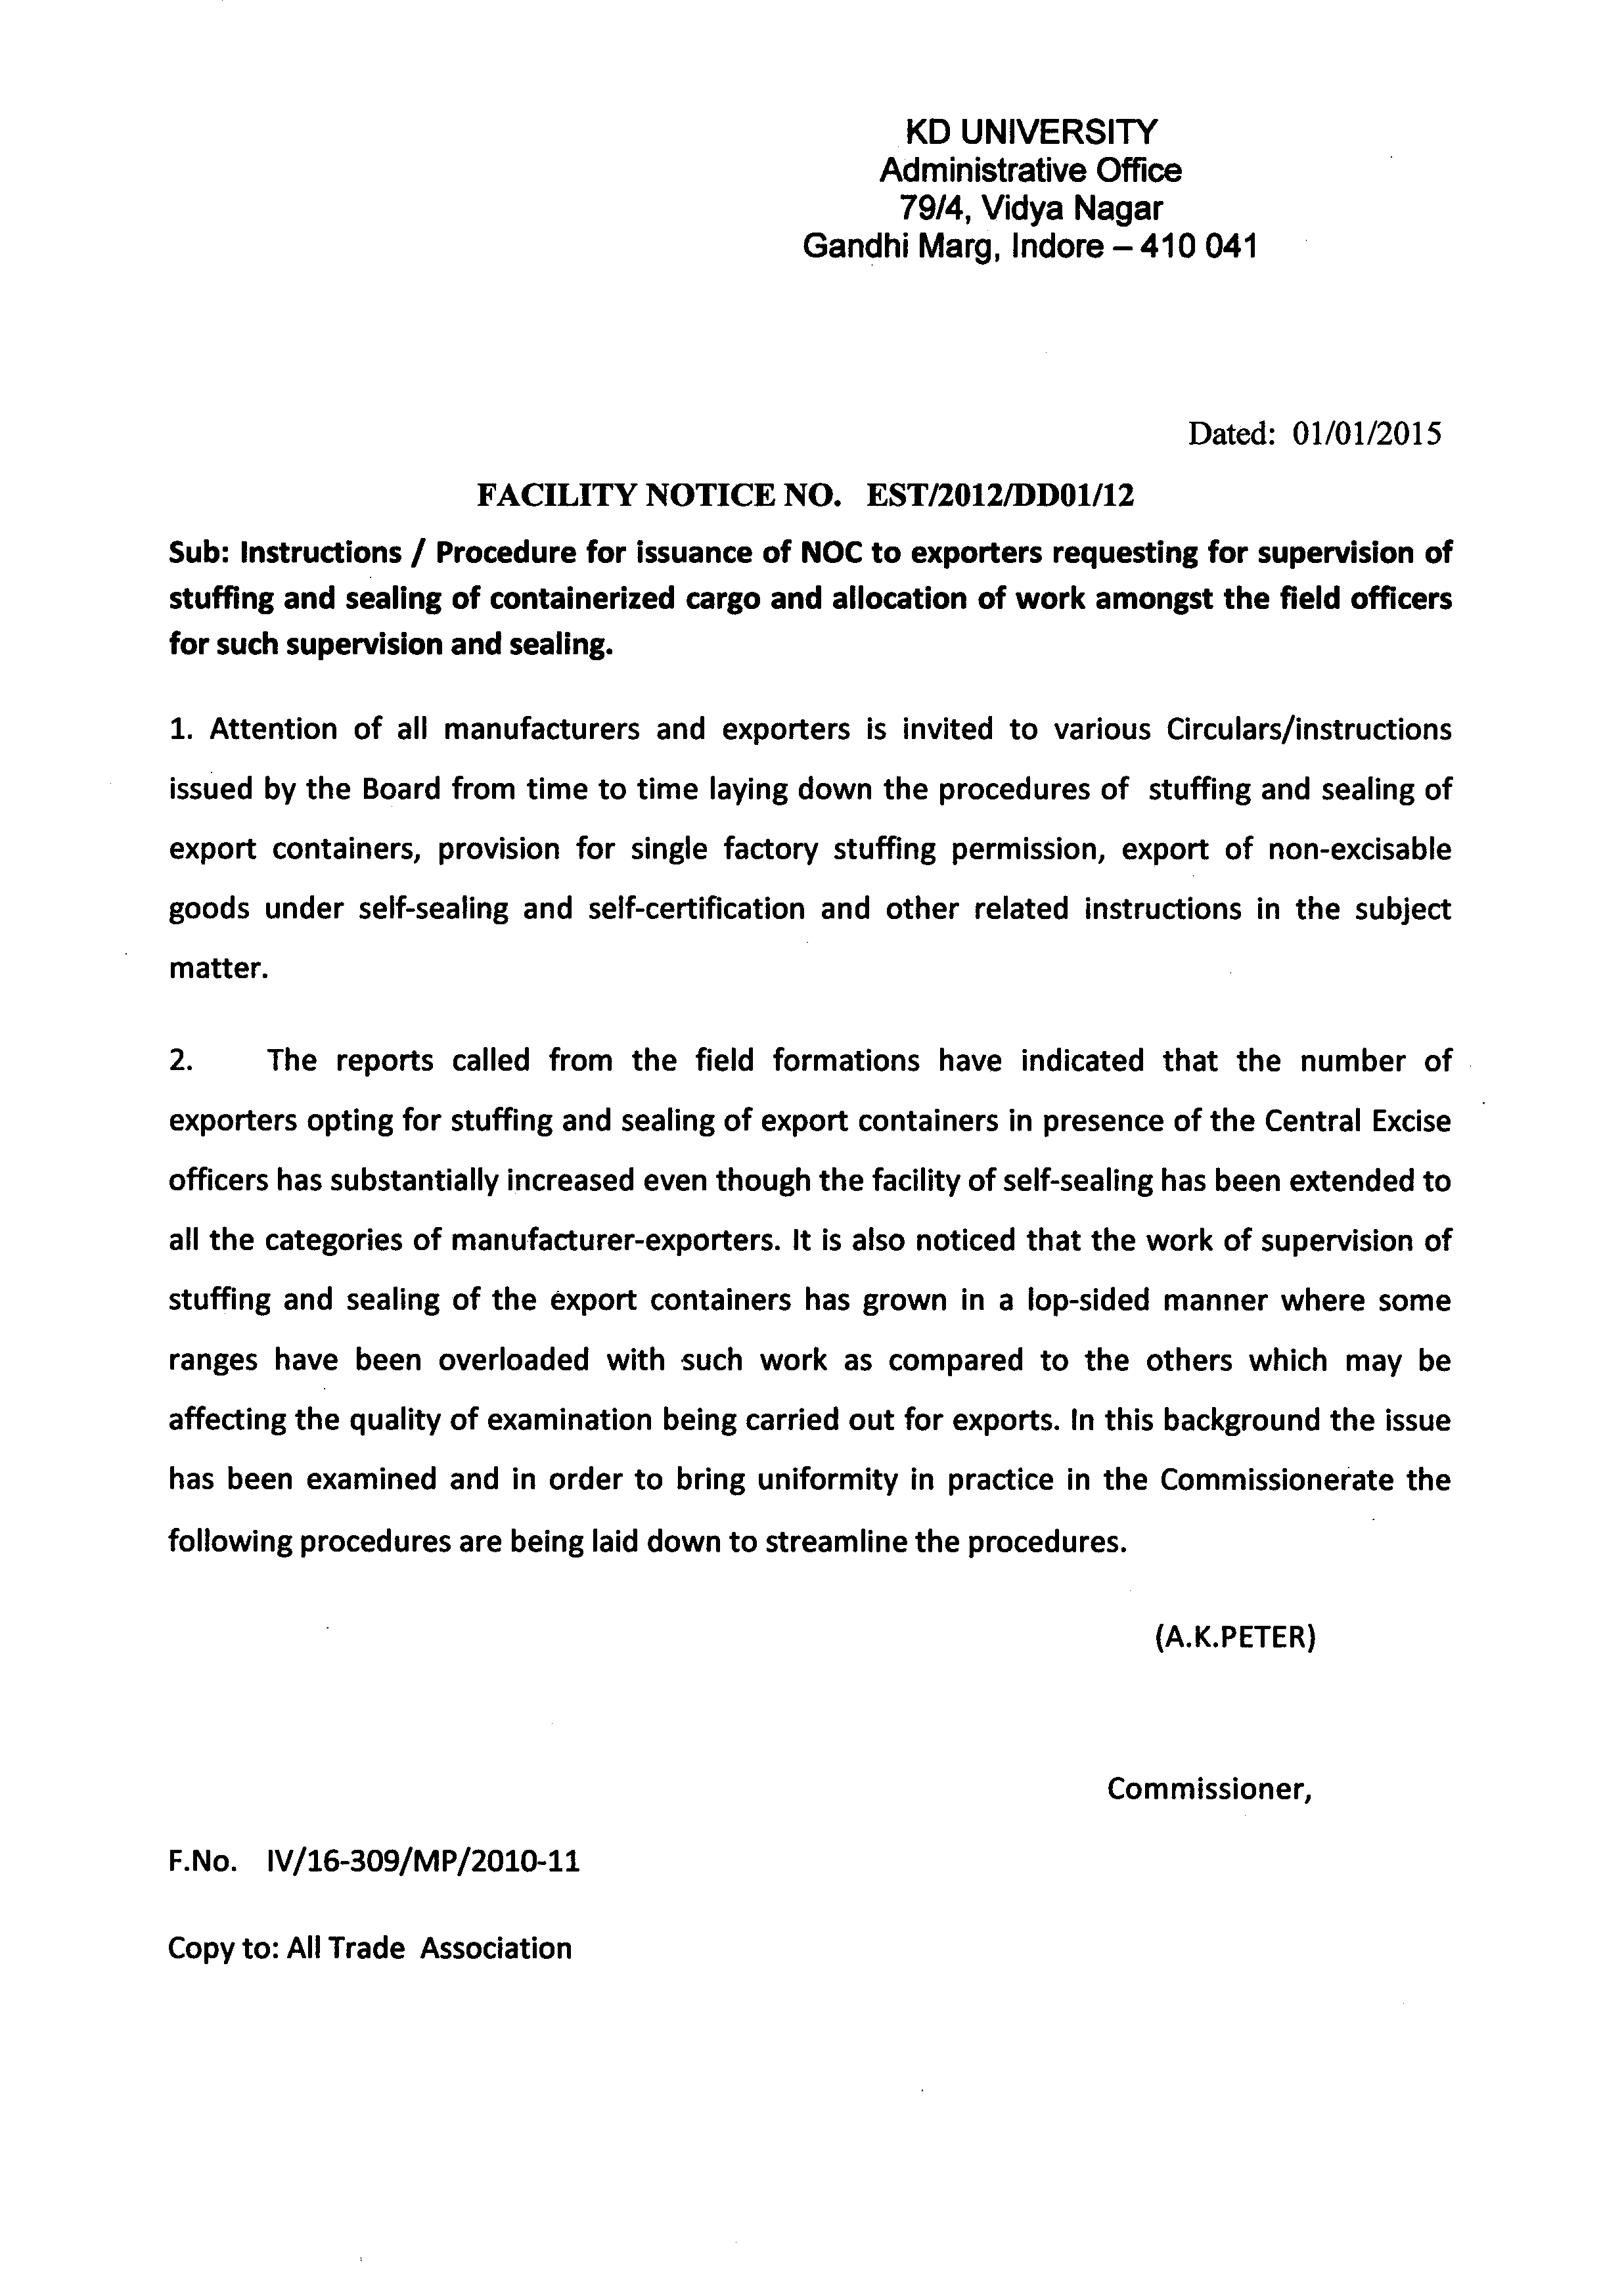 KD UNIVERSITY
Administrative Office
79/4, Vidya Nagar
Gandhi Marg, Indore – 410 041
Dated: 01/01/2015
FACILITY NOTICE NO. EST/2012/DD01/12
Sub: Instructions / Procedure for issuance of NOC to exporters requesting for supervision of
stuffing and sealing of containerized cargo and allocation of work amongst the field officers
for such supervision and sealing.
1. Attention of all manufacturers and exporters is invited to various Circulars/instructions
issued by the Board from time to time laying down the procedures of stuffing and sealing of
export containers, provision for single factory stuffing permission, export of non-excisable
goods under self-sealing and self-certification and other related instructions in the subject
matter.
2. The reports called from the field formations have indicated that the number of
exporters opting for stuffing and sealing of export containers in presence of the Central Excise
officers has substantially increased even though the facility of self-sealing has been extended to
all the categories of manufacturer-exporters. It is also noticed that the work of supervision of
stuffing and sealing of the export containers has grown in a lop-sided manner where some
ranges have been overloaded with such work as compared to the others which may be
affecting the quality of examination being carried out for exports. In this background the issue
has been examined and in order to bring uniformity in practice in the Commissionerate the
following procedures are being laid down to streamline the procedures.
(A.K.PETER)
Commissioner,
F.No. IV/16-309/MP/2010-11
Copy to: All Trade Association